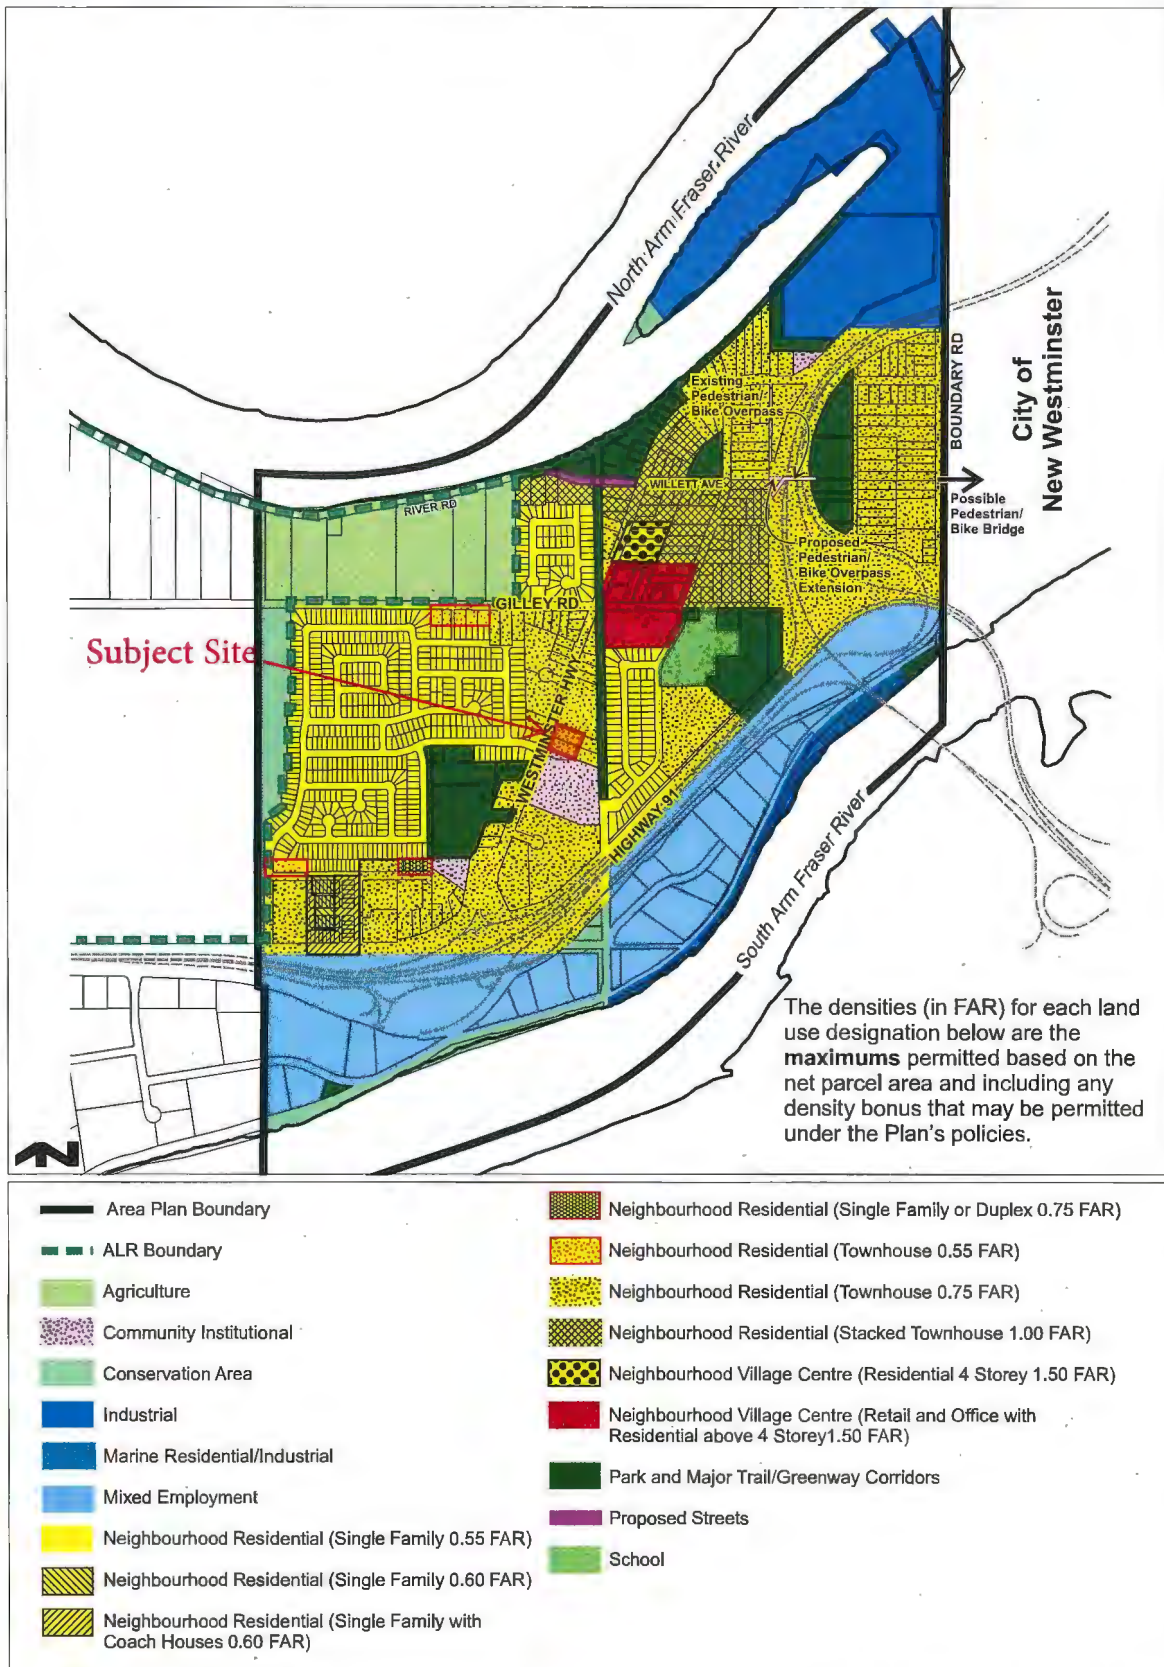 North Arm Fraser River
BOUNDARY RD
City of
New Westminster
Existing
Pedestrian/
Bike Overpass
WILLETT AVE
RIVER RD
Possible
Pedestrian/
Bike Bridge
Proposed
Pedestrian/
Bike Overpass
Extension
GILLEY RD
Subject Site
WESTMINSTER HWY
HIGHWAY 91
South Arm Fraser River
The densities (in FAR) for each land
use designation below are the
maximums permitted based on the
net parcel area and including any
density bonus that may be permitted
under the Plan's policies.
N
Area Plan Boundary
ALR Boundary
Agriculture
Community Institutional
Conservation Area
Industrial
Marine Residential/Industrial
Mixed Employment
Neighbourhood Residential (Single Family 0.55 FAR)
Neighbourhood Residential (Single Family 0.60 FAR)
Neighbourhood Residential (Single Family with
Coach Houses 0.60 FAR)
Neighbourhood Residential (Single Family or Duplex 0.75 FAR)
Neighbourhood Residential (Townhouse 0.55 FAR)
Neighbourhood Residential (Townhouse 0.75 FAR)
Neighbourhood Residential (Stacked Townhouse 1.00 FAR)
Neighbourhood Village Centre (Residential 4 Storey 1.50 FAR)
Neighbourhood Village Centre (Retail and Office with
Residential above 4 Storey1.50 FAR)
Park and Major Trail/Greenway Corridors
Proposed Streets
School